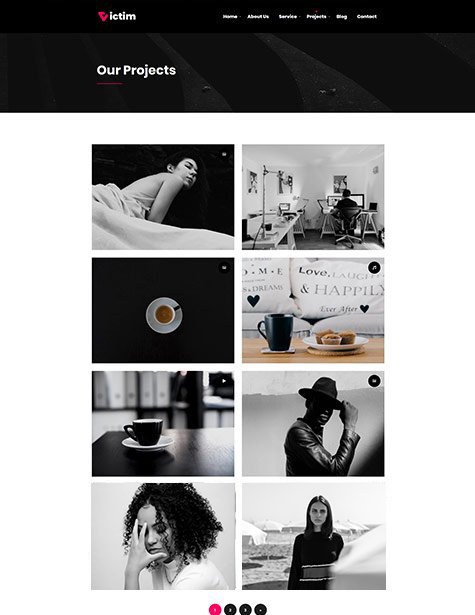 Victim
Home
About Us
Service
Projects
Blog
Contact
Our Projects
O • M • E
& DREAMS
Love, LAUGH
& HAPPILY
Ever After
1 2 3